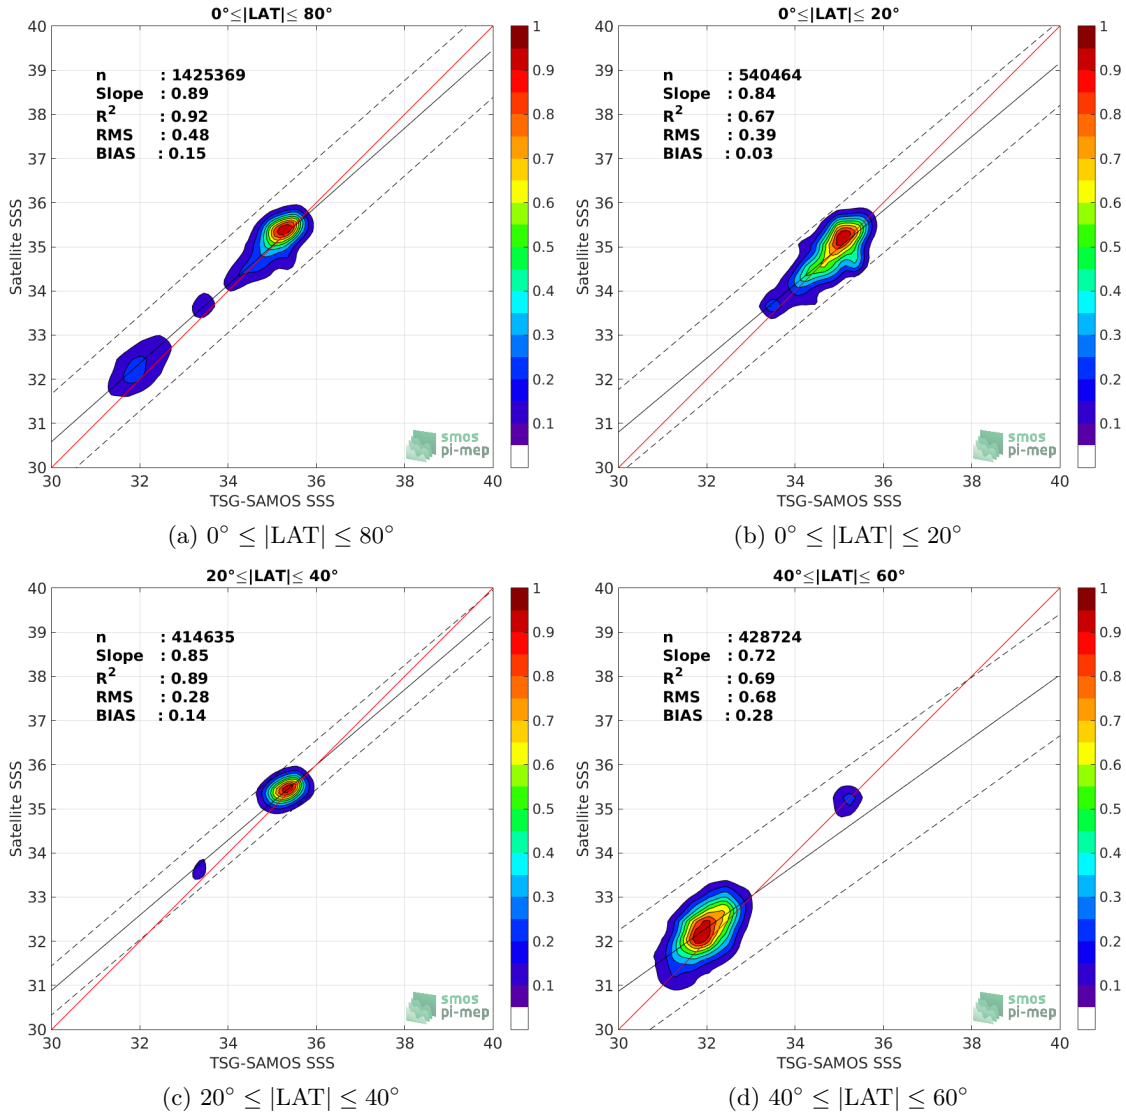 0°≤|LAT|≤ 80°
n : 1425369
Slope : 0.89
R² : 0.92
RMS : 0.48
BIAS : 0.15
Satellite SSS
40
39
38
37
36
35
34
33
32
31
30
30 32 34 36 38 40
TSG-SAMOS SSS
1
0.9
0.8
0.7
0.6
0.5
0.4
0.3
0.2
0.1
smos
pi-mep
(a) 0° ≤ |LAT| ≤ 80°
0°≤|LAT|≤ 20°
n : 540464
Slope : 0.84
R² : 0.67
RMS : 0.39
BIAS : 0.03
Satellite SSS
40
39
38
37
36
35
34
33
32
31
30
30 32 34 36 38 40
TSG-SAMOS SSS
1
0.9
0.8
0.7
0.6
0.5
0.4
0.3
0.2
0.1
smos
pi-mep
(b) 0° ≤ |LAT| ≤ 20°
20°≤|LAT|≤ 40°
n : 414635
Slope : 0.85
R² : 0.89
RMS : 0.28
BIAS : 0.14
Satellite SSS
40
39
38
37
36
35
34
33
32
31
30
30 32 34 36 38 40
TSG-SAMOS SSS
1
0.9
0.8
0.7
0.6
0.5
0.4
0.3
0.2
0.1
smos
pi-mep
(c) 20° ≤ |LAT| ≤ 40°
40°≤|LAT|≤ 60°
n : 428724
Slope : 0.72
R² : 0.69
RMS : 0.68
BIAS : 0.28
Satellite SSS
40
39
38
37
36
35
34
33
32
31
30
30 32 34 36 38 40
TSG-SAMOS SSS
1
0.9
0.8
0.7
0.6
0.5
0.4
0.3
0.2
0.1
smos
pi-mep
(d) 40° ≤ |LAT| ≤ 60°